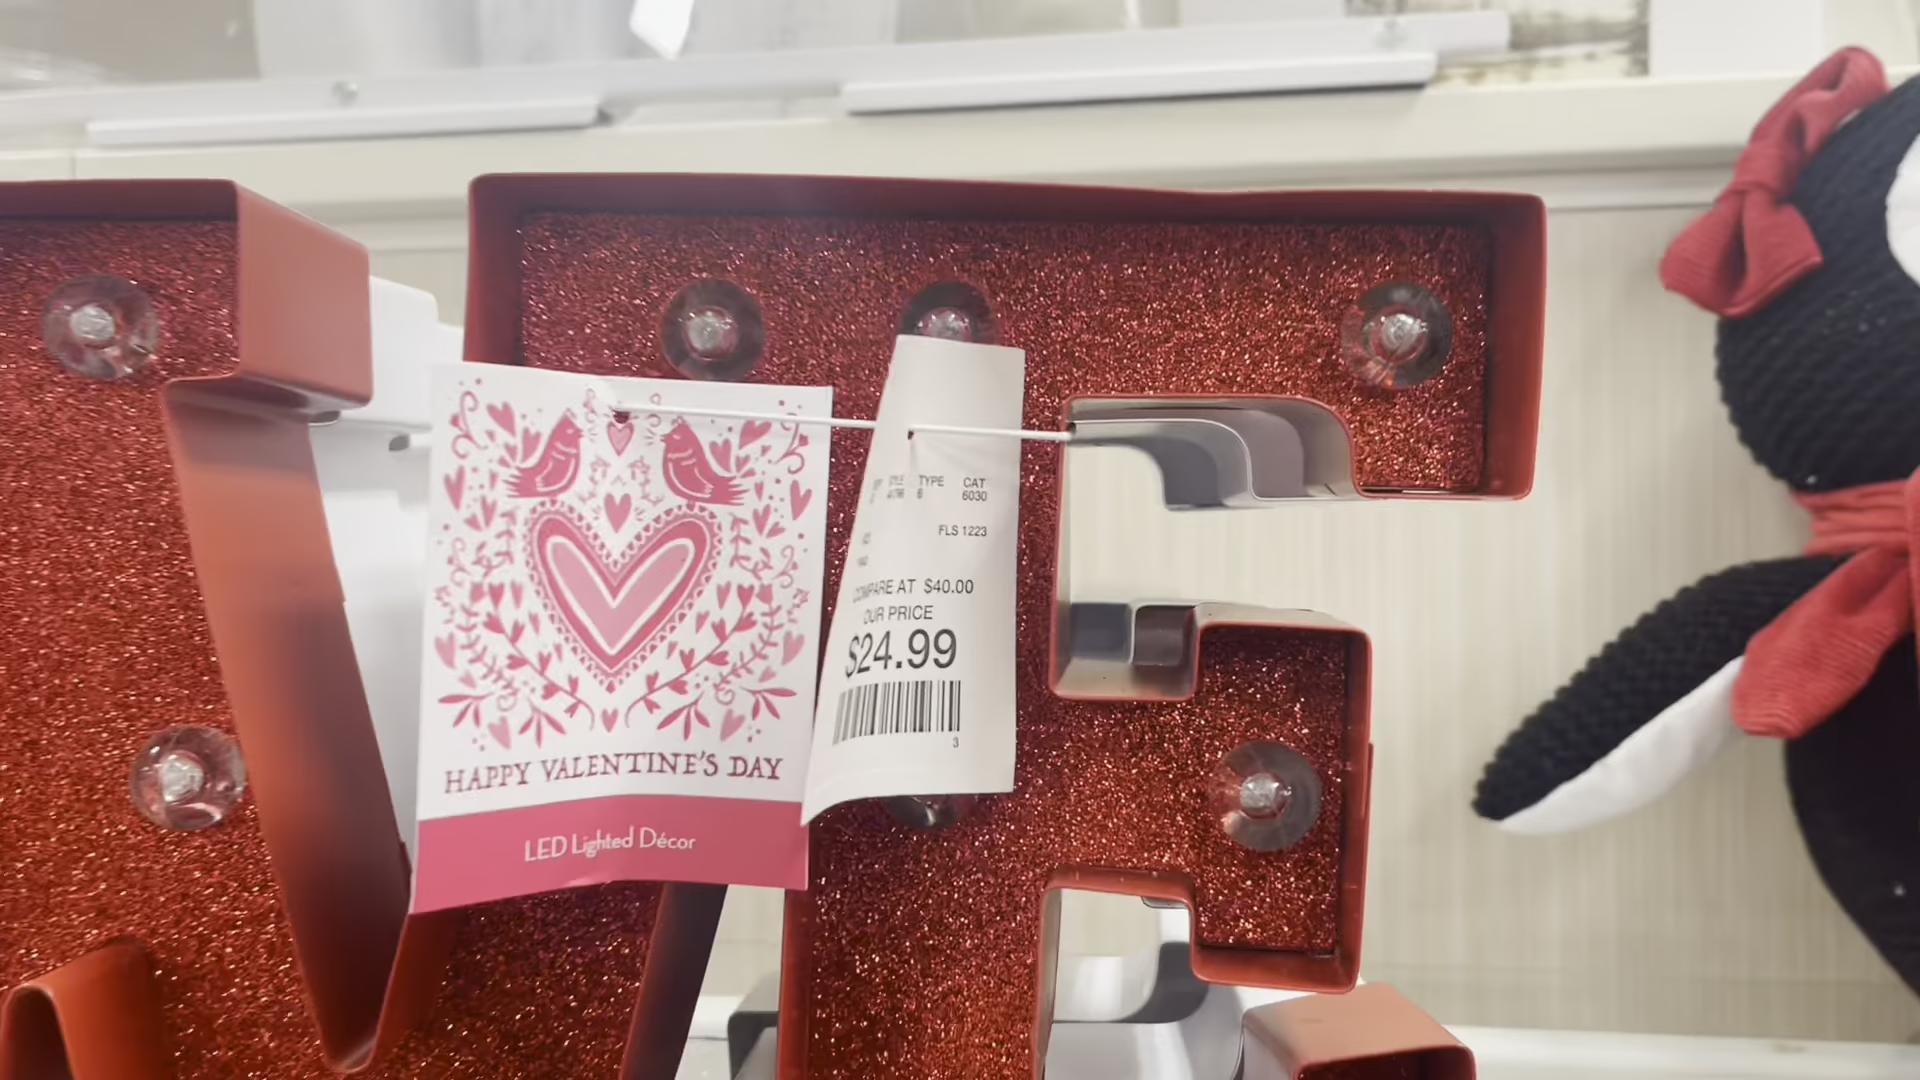 HAPPY VALENTINE'S DAY
LED Lighted Décor
TYPE CAT
6 6030
FLS 1223
COMPARE AT $40.00
OUR PRICE
$24.99
3